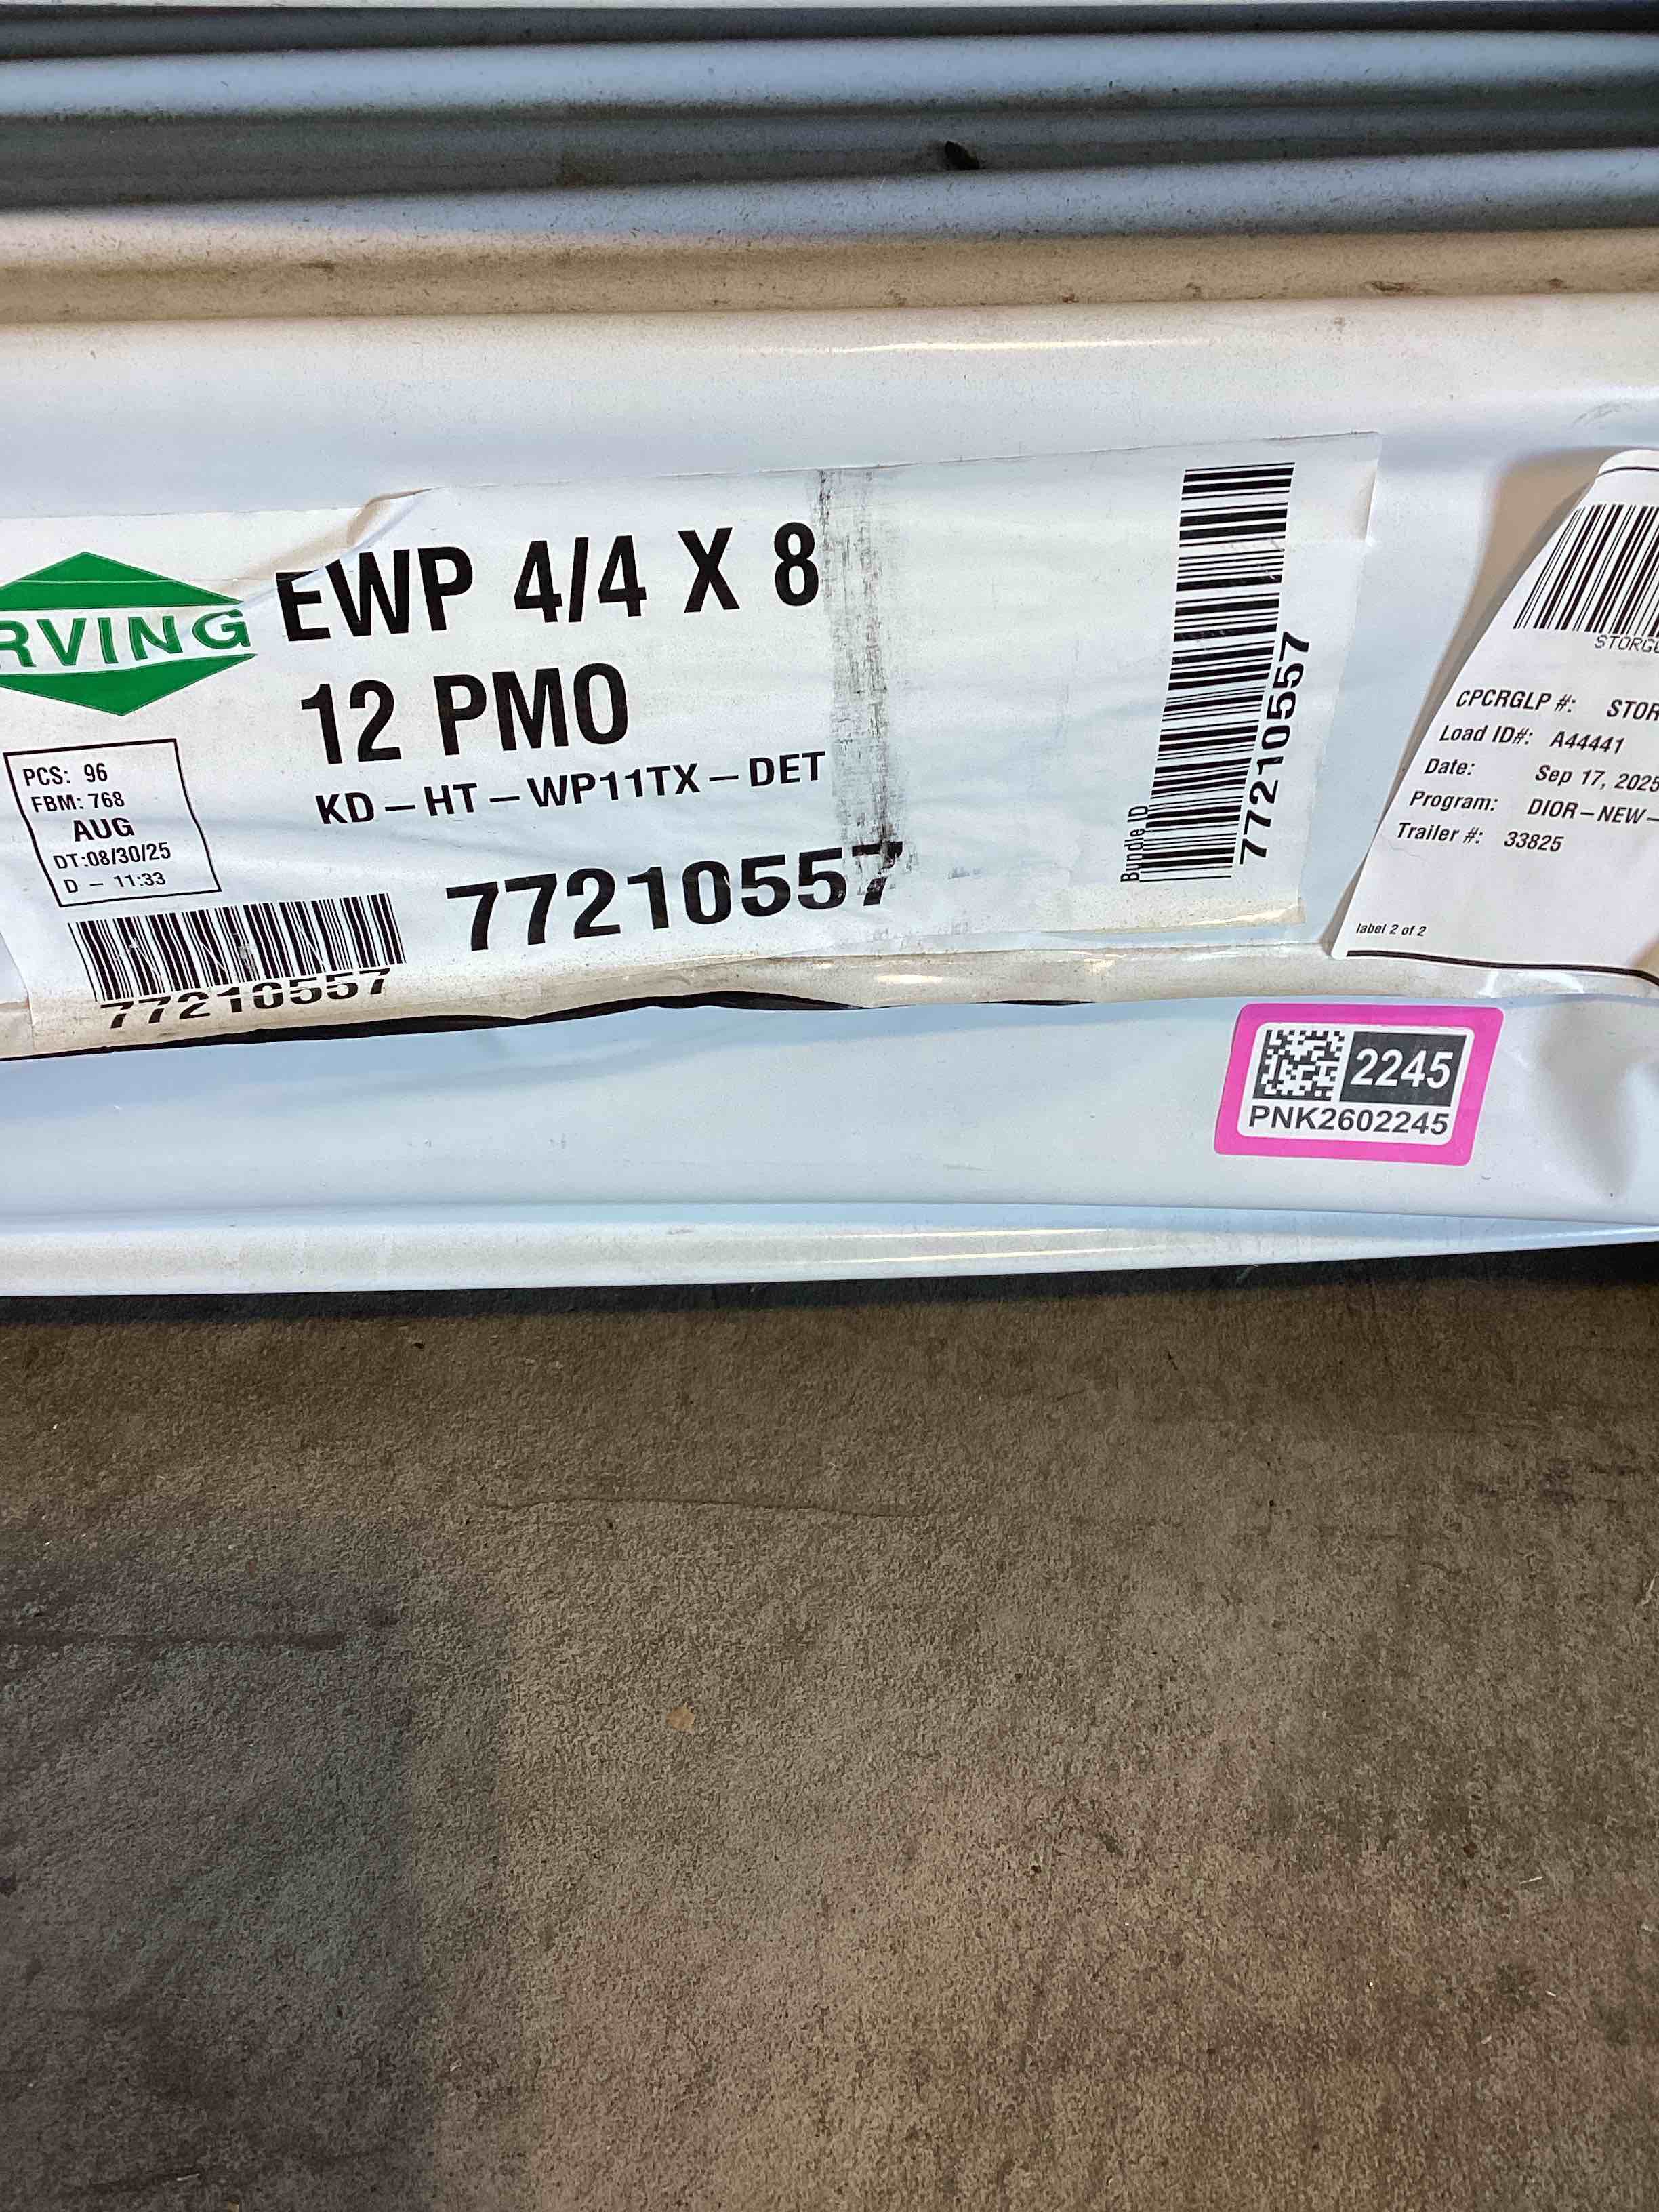 RVING
EWP 4/4 X 8
12 PMO
KD – HT – WP11TX – DET
PCS: 96
FBM: 768
AUG
DT:08/30/25
D – 11:33
77210557
77210557
Bundle ID
77210557
CPCRGLP #: STOR
Load ID#: A44441
Date: Sep 17, 2025
Program: DIOR–NEW–
Trailer #: 33825
label 2 of 2
2245
PNK2602245